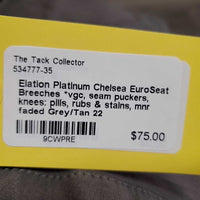 The Tack Collector
534777-35
Elation Platinum Chelsea EuroSeat
Breeches *vgc, seam puckers,
knees; pills, rubs & stains, mnr
faded Grey/Tan 22
$75.00
9CWPRE